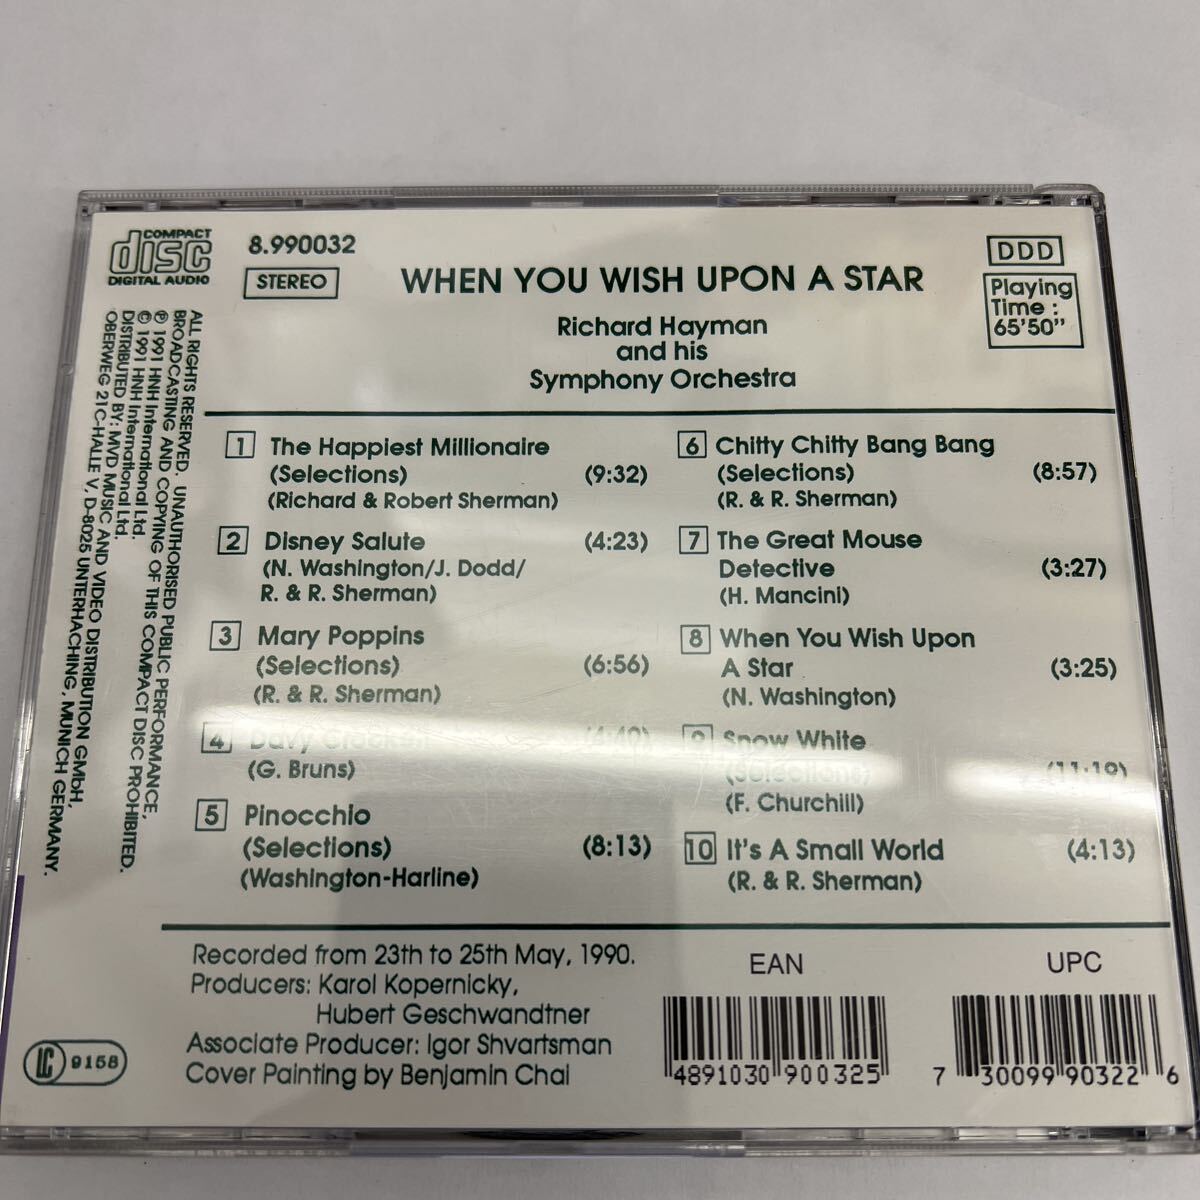 COMPACT
disc
DIGITAL AUDIO
8.990032
STEREO
WHEN YOU WISH UPON A STAR
Richard Hayman
and his
Symphony Orchestra
DDD
Playing
Time :
65'50"
1 The Happiest Millionaire
(Selections) (9:32)
(Richard & Robert Sherman)
2 Disney Salute (4:23)
(N. Washington/J. Dodd/
R. & R. Sherman)
3 Mary Poppins
(Selections) (6:56)
(R. & R. Sherman)
4 Davy Crockett (4:40)
(G. Bruns)
5 Pinocchio
(Selections) (8:13)
(Washington-Harline)
6 Chitty Chitty Bang Bang
(Selections) (8:57)
(R. & R. Sherman)
7 The Great Mouse
Detective (3:27)
(H. Mancini)
8 When You Wish Upon
A Star (3:25)
(N. Washington)
9 Snow White
(Selections) (11:19)
(F. Churchill)
10 It's A Small World (4:13)
(R. & R. Sherman)
Recorded from 23th to 25th May, 1990.
Producers: Karol Kopernicky,
Hubert Geschwandtner
Associate Producer: Igor Shvartsman
Cover Painting by Benjamin Chai
EAN
4891030 900325
UPC
7 30099 90322 6
LC 9158
ALL RIGHTS RESERVED. UNAUTHORISED PUBLIC PERFORMANCE,
BROADCASTING AND COPYING OF THIS COMPACT DISC PROHIBITED.
℗ 1991 HNH International Ltd.
© 1991 HNH International Ltd.
DISTRIBUTED BY: MVD MUSIC AND VIDEO DISTRIBUTION GMbH,
OBERWEG 21C-HALLE V, D-8025 UNTERHACHING, MUNICH GERMANY.